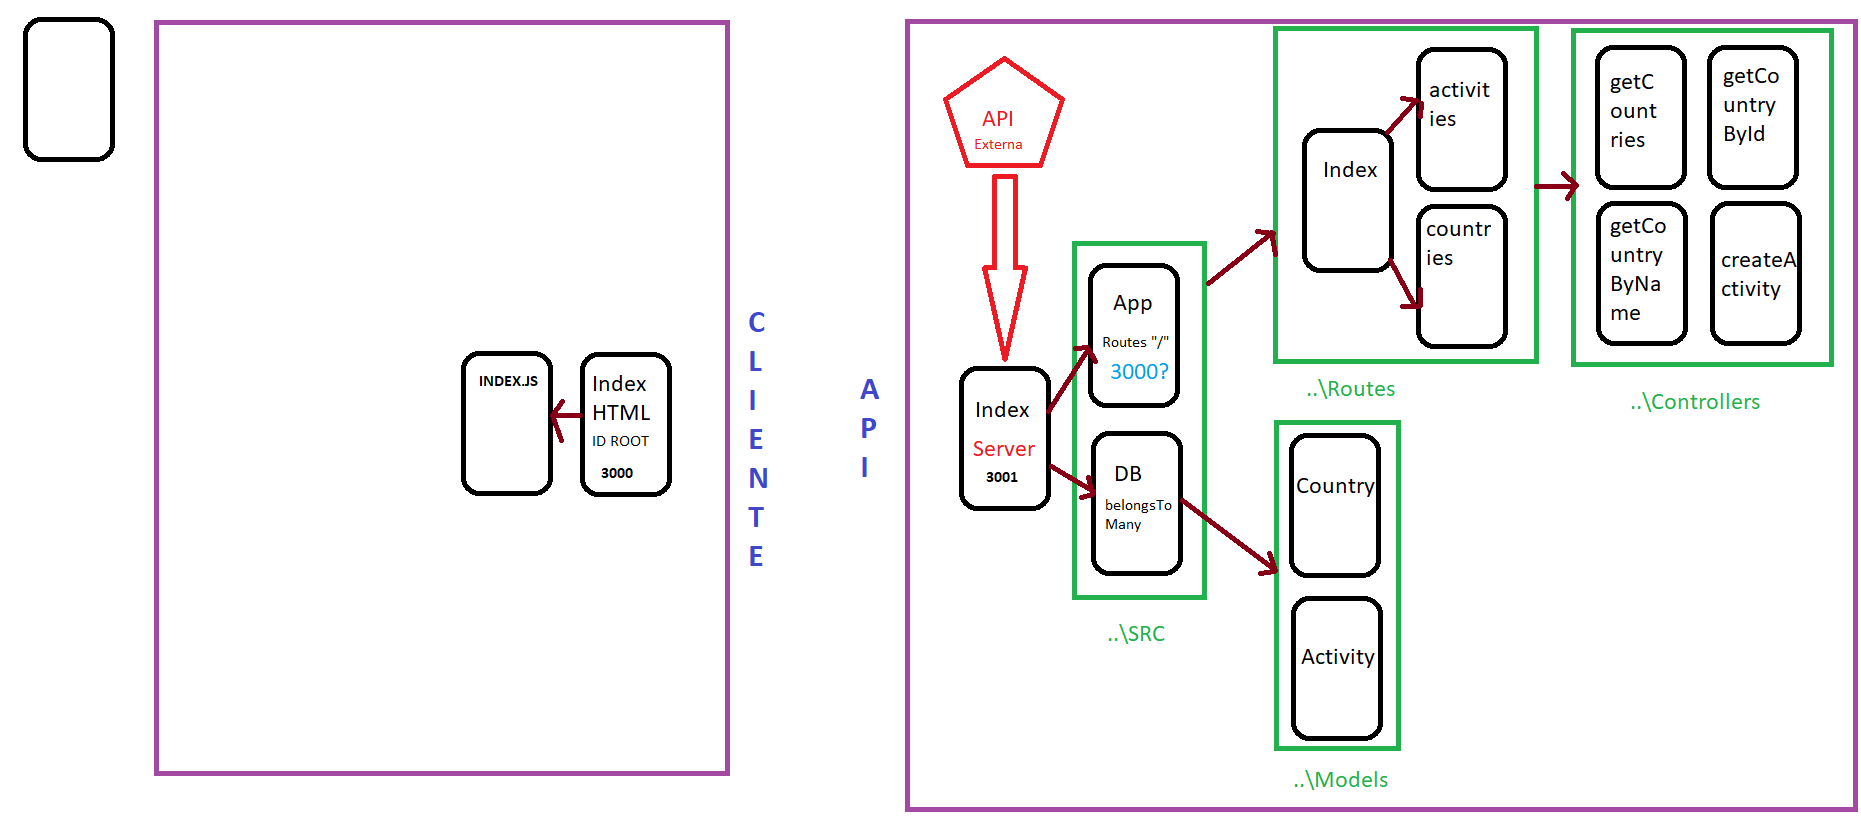 INDEX.JS
Index
HTML
ID ROOT
3000
C
L
I
E
N
T
E
A
P
I
API
Externa
Index
Server
3001
App
Routes "/"
3000?
DB
belongsTo
Many
..\SRC
Index
activit
ies
countr
ies
..\Routes
getC
ount
ries
getCo
untry
ById
getCo
untry
ByNa
me
createA
ctivity
..\Controllers
Country
Activity
..\Models